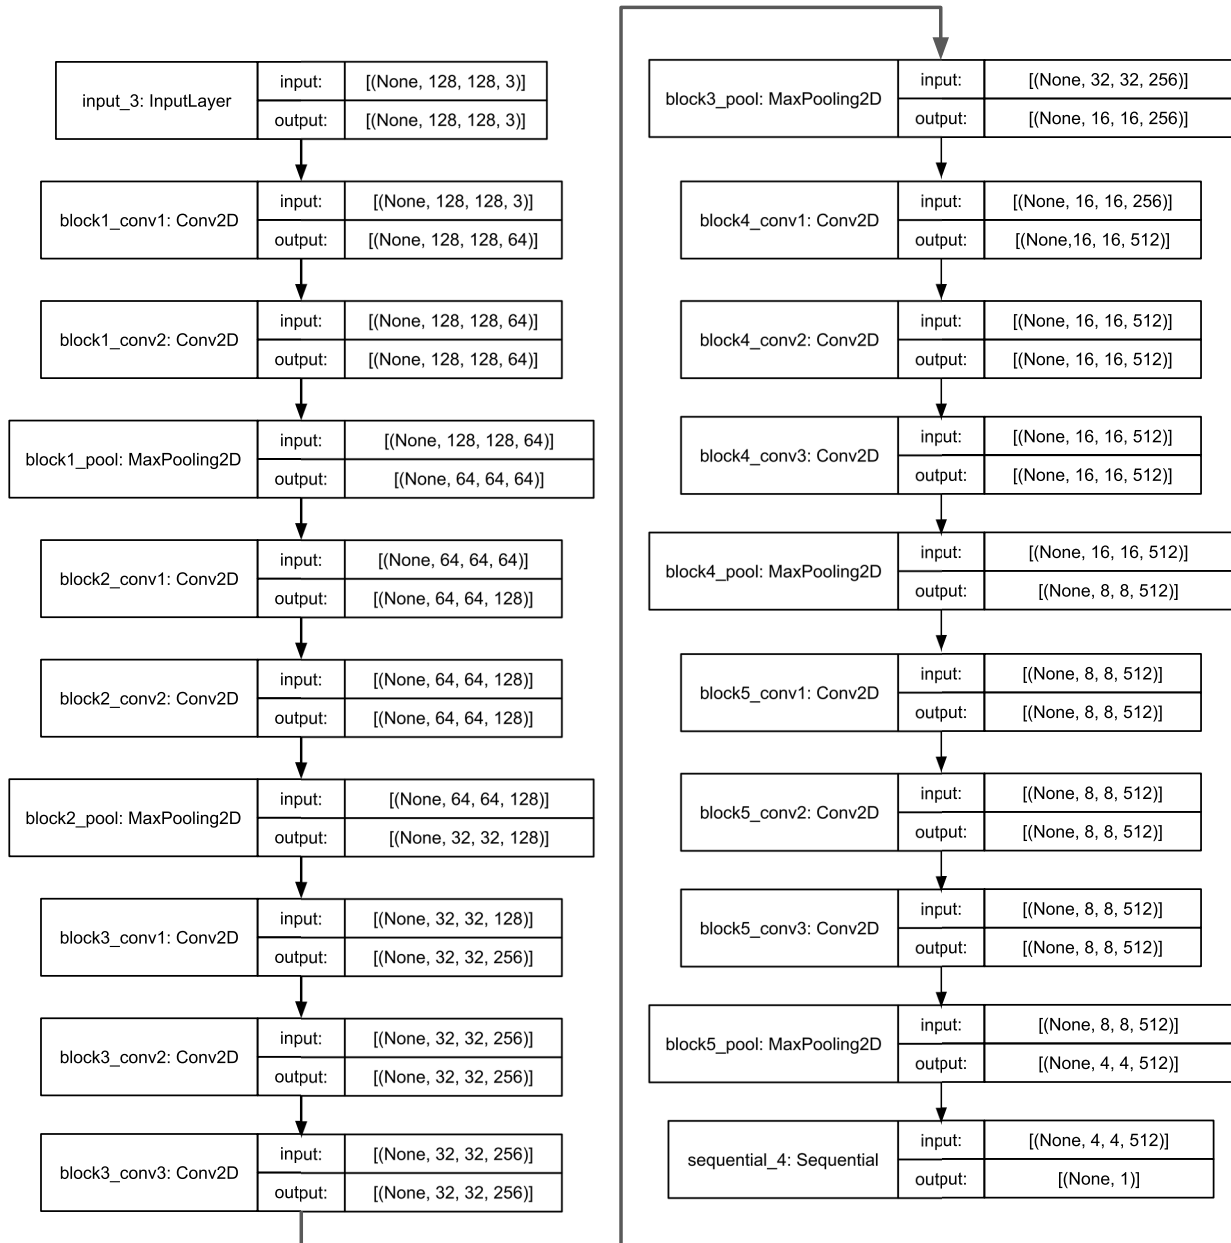 input_3: InputLayer
input: [(None, 128, 128, 3)]
output: [(None, 128, 128, 3)]
block1_conv1: Conv2D
input: [(None, 128, 128, 3)]
output: [(None, 128, 128, 64)]
block1_conv2: Conv2D
input: [(None, 128, 128, 64)]
output: [(None, 128, 128, 64)]
block1_pool: MaxPooling2D
input: [(None, 128, 128, 64)]
output: [(None, 64, 64, 64)]
block2_conv1: Conv2D
input: [(None, 64, 64, 64)]
output: [(None, 64, 64, 128)]
block2_conv2: Conv2D
input: [(None, 64, 64, 128)]
output: [(None, 64, 64, 128)]
block2_pool: MaxPooling2D
input: [(None, 64, 64, 128)]
output: [(None, 32, 32, 128)]
block3_conv1: Conv2D
input: [(None, 32, 32, 128)]
output: [(None, 32, 32, 256)]
block3_conv2: Conv2D
input: [(None, 32, 32, 256)]
output: [(None, 32, 32, 256)]
block3_conv3: Conv2D
input: [(None, 32, 32, 256)]
output: [(None, 32, 32, 256)]
block3_pool: MaxPooling2D
input: [(None, 32, 32, 256)]
output: [(None, 16, 16, 256)]
block4_conv1: Conv2D
input: [(None, 16, 16, 256)]
output: [(None,16, 16, 512)]
block4_conv2: Conv2D
input: [(None, 16, 16, 512)]
output: [(None, 16, 16, 512)]
block4_conv3: Conv2D
input: [(None, 16, 16, 512)]
output: [(None, 16, 16, 512)]
block4_pool: MaxPooling2D
input: [(None, 16, 16, 512)]
output: [(None, 8, 8, 512)]
block5_conv1: Conv2D
input: [(None, 8, 8, 512)]
output: [(None, 8, 8, 512)]
block5_conv2: Conv2D
input: [(None, 8, 8, 512)]
output: [(None, 8, 8, 512)]
block5_conv3: Conv2D
input: [(None, 8, 8, 512)]
output: [(None, 8, 8, 512)]
block5_pool: MaxPooling2D
input: [(None, 8, 8, 512)]
output: [(None, 4, 4, 512)]
sequential_4: Sequential
input: [(None, 4, 4, 512)]
output: [(None, 1)]